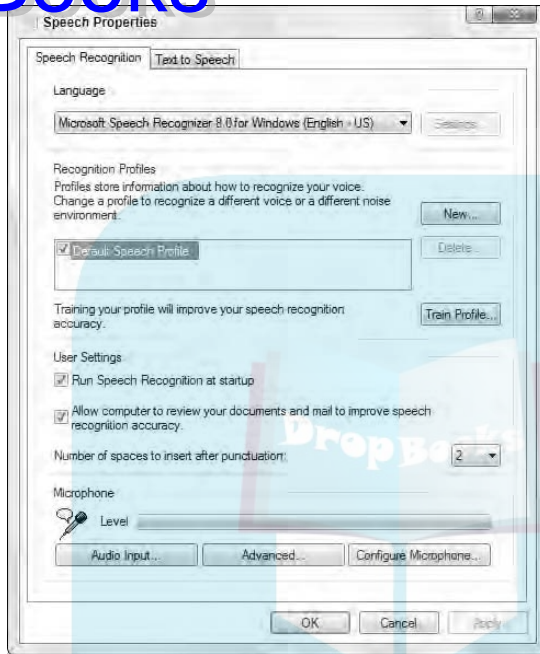 Books
Speech Properties
Speech Recognition Text to Speech
Language
Microsoft Speech Recognizer 8.0 for Windows (English - US) Settings...
Recognition Profiles
Profiles store information about how to recognize your voice.
Change a profile to recognize a different voice or a different noise
environment.
New...
Default Speech Profile Delete...
Training your profile will improve your speech recognition
accuracy.
Train Profile...
User Settings
Run Speech Recognition at startup
Allow computer to review your documents and mail to improve speech
recognition accuracy.
DropBooks
Number of spaces to insert after punctuation: 2
Microphone
Level
Audio Input... Advanced... Configure Microphone...
OK Cancel Apply